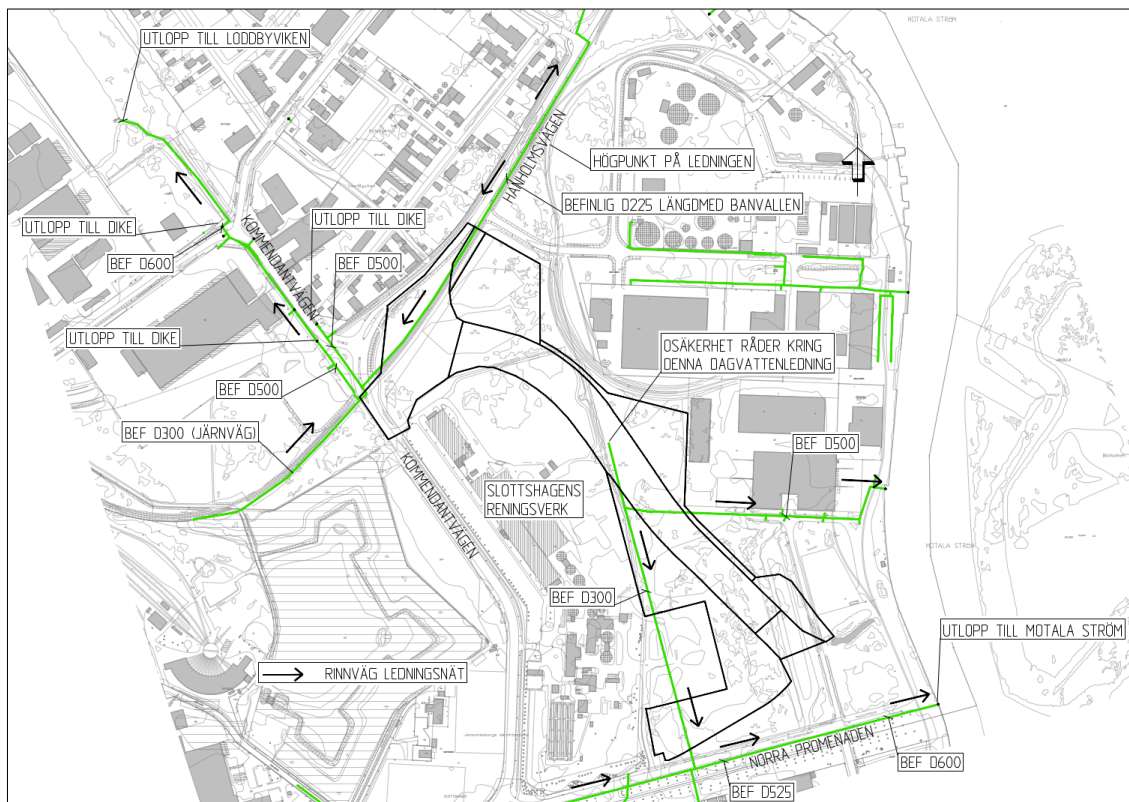 MOTALA STRÖM
UTLOPP TILL LODDBYVIKEN
HANHOLMSVÄGEN
HÖGPUNKT PÅ LEDNINGEN
BEFINLIG D225 LÄNGDMED BANVALLEN
UTLOPP TILL DIKE
UTLOPP TILL DIKE
KOMMENDANTVÄGEN
BEF D600
BEF D500
UTLOPP TILL DIKE
OSÄKERHET RÅDER KRING
DENNA DAGVATTENLEDNING
BEF D500
BEF D300 (JÄRNVÄG)
BEF D500
KOMMENDANTVÄGEN
SLOTTSHAGENS
RENINGSVERK
MOTALA STRÖM
BEF D300
UTLOPP TILL MOTALA STRÖM
RINNVÄG LEDNINGSNÄT
NORRA PROMENADEN
BEF D600
BEF D525